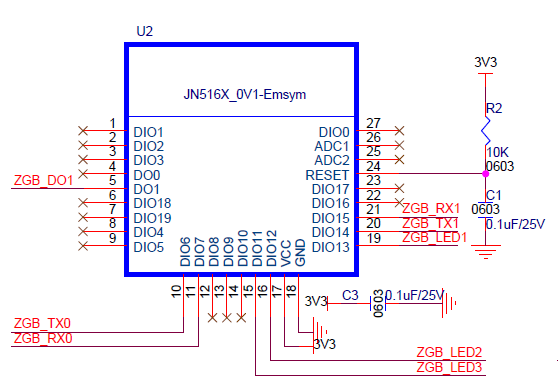 U2
3V3
JN516X_0V1-Emsym
R2
10K
0603
1 DIO1 DIO0 27
2 DIO2 ADC1 26
3 DIO3 ADC2 25
4 DO0 RESET 24
ZGB_DO1 5 DO1 DIO17 23
6 DIO18 DIO16 22
7 DIO19 DIO15 21 ZGB_RX1
8 DIO4 DIO14 20 ZGB_TX1
9 DIO5 DIO13 19 ZGB_LED1
C1
0603
0.1uF/25V
DIO6 DIO7 DIO8 DIO9 DIO10 DIO11 DIO12 VCC GND
10 11 12 13 14 15 16 17 18
3V3 C3 0603 0.1uF/25V
ZGB_TX0
ZGB_RX0 3V3
ZGB_LED2
ZGB_LED3